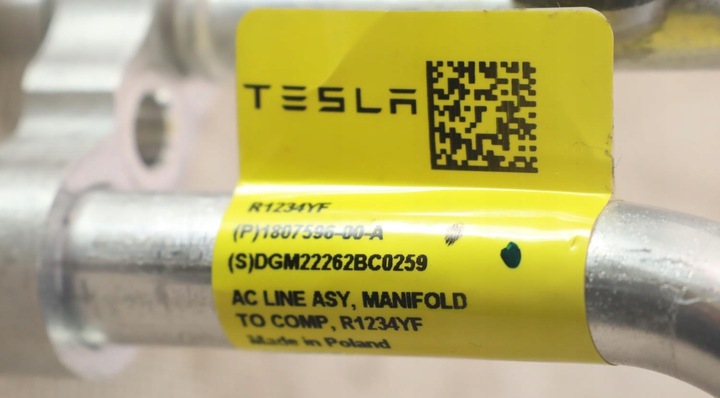 TESLA
R1234YF
(P)1807596-00-A
(S)DGM22262BC0259
AC LINE ASY, MANIFOLD
TO COMP, R1234YF
Made in Poland